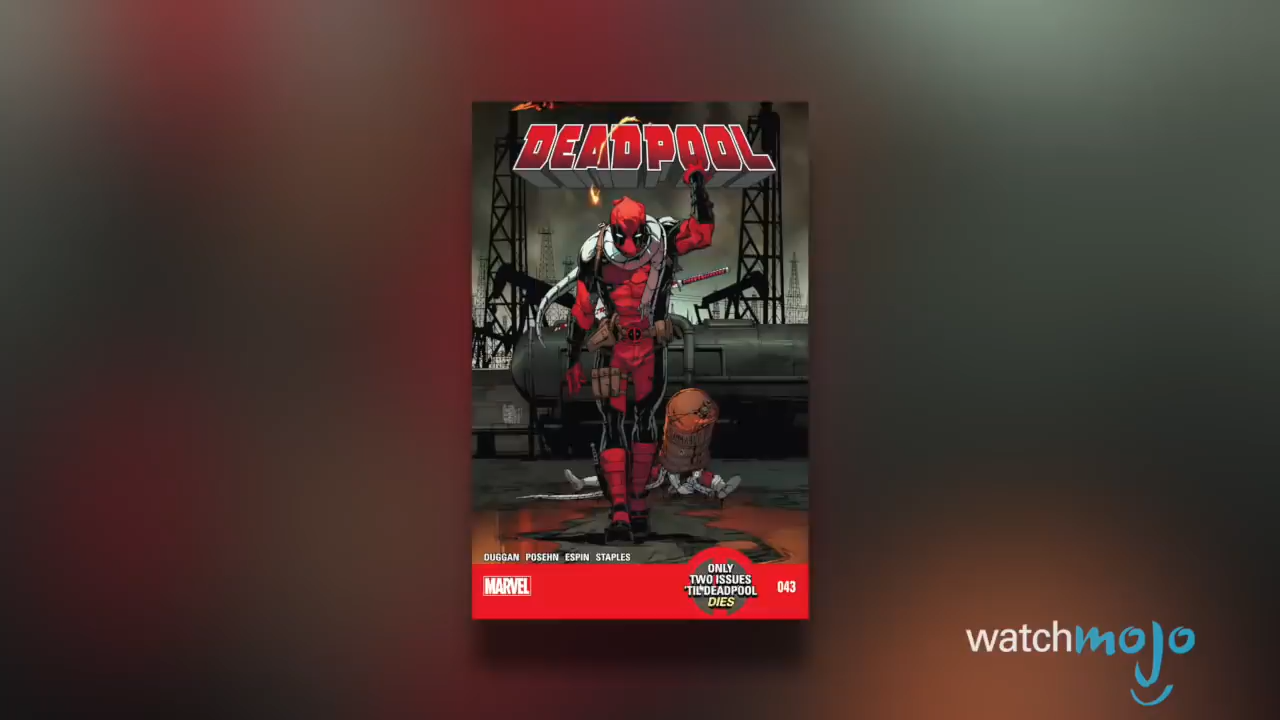 DEADPOOL
DUGGAN POSEHN ESPIN STAPLES
MARVEL
ONLY
TWO ISSUES
'TIL DEADPOOL
DIES
043
watchmojo